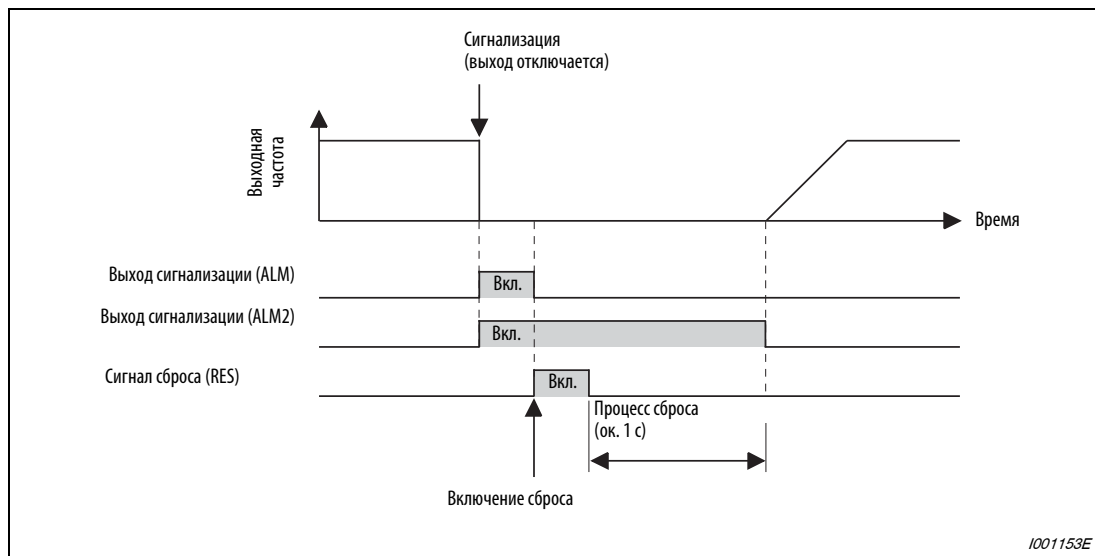 Сигнализация
(выход отключается)
Выходная
частота
Время
Выход сигнализации (ALM)
Вкл.
Выход сигнализации (ALM2)
Вкл.
Сигнал сброса (RES)
Вкл.
Процесс сброса
(ок. 1 с)
Включение сброса
I001153E